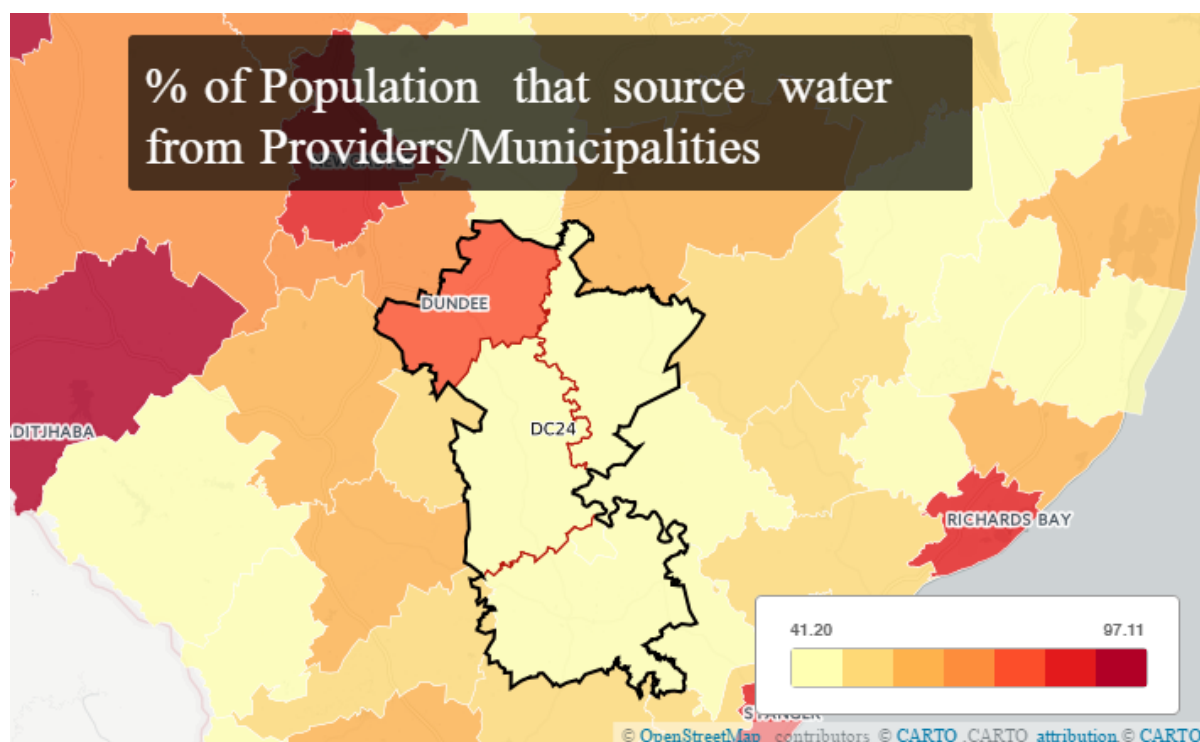 % of Population that source water
from Providers/Municipalities
NEWCASTLE
DUNDEE
DC24
ADITJHABA
RICHARDS BAY
41.20 97.11
© OpenStreetMap contributors © CARTO ,CARTO attribution,© CARTO